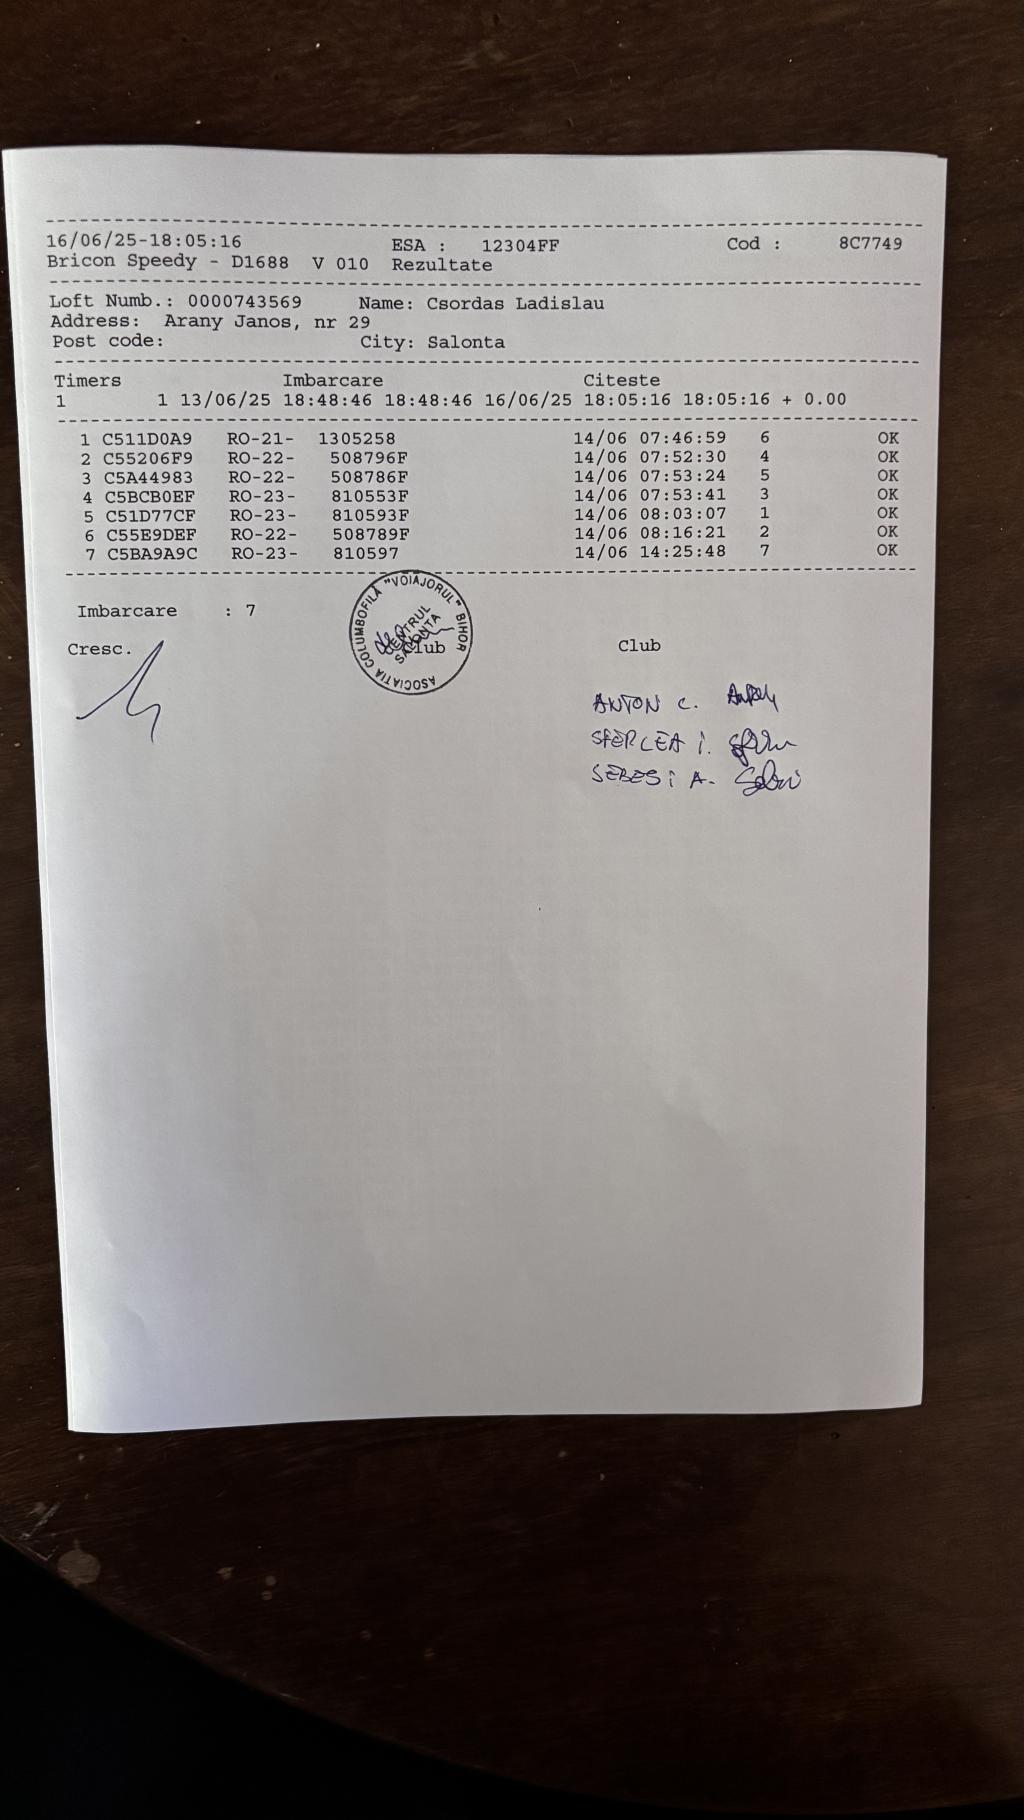 16/06/25-18:05:16 ESA : 12304FF Cod : 8C7749
Bricon Speedy - D1688 V 010 Rezultate
Loft Numb.: 0000743569 Name: Csordas Ladislau
Address: Arany Janos, nr 29
Post code: City: Salonta
Timers Imbarcare Citeste
1 1 13/06/25 18:48:46 18:48:46 16/06/25 18:05:16 18:05:16 + 0.00
1 C511D0A9 RO-21- 1305258 14/06 07:46:59 6 OK
2 C55206F9 RO-22- 508796F 14/06 07:52:30 4 OK
3 C5A44983 RO-22- 508786F 14/06 07:53:24 5 OK
4 C5BCB0EF RO-23- 810553F 14/06 07:53:41 3 OK
5 C51D77CF RO-23- 810593F 14/06 08:03:07 1 OK
6 C55E9DEF RO-22- 508789F 14/06 08:16:21 2 OK
7 C5BA9A9C RO-23- 810597 14/06 14:25:48 7 OK
Imbarcare : 7
ASOCIATIA COLUMBOFILĂ "VOIAJORUL" BIHOR
CENTRUL
SALONTA
Cresc. Club Club
ANTON C.
SFERCLEA i.
SEBESi A.